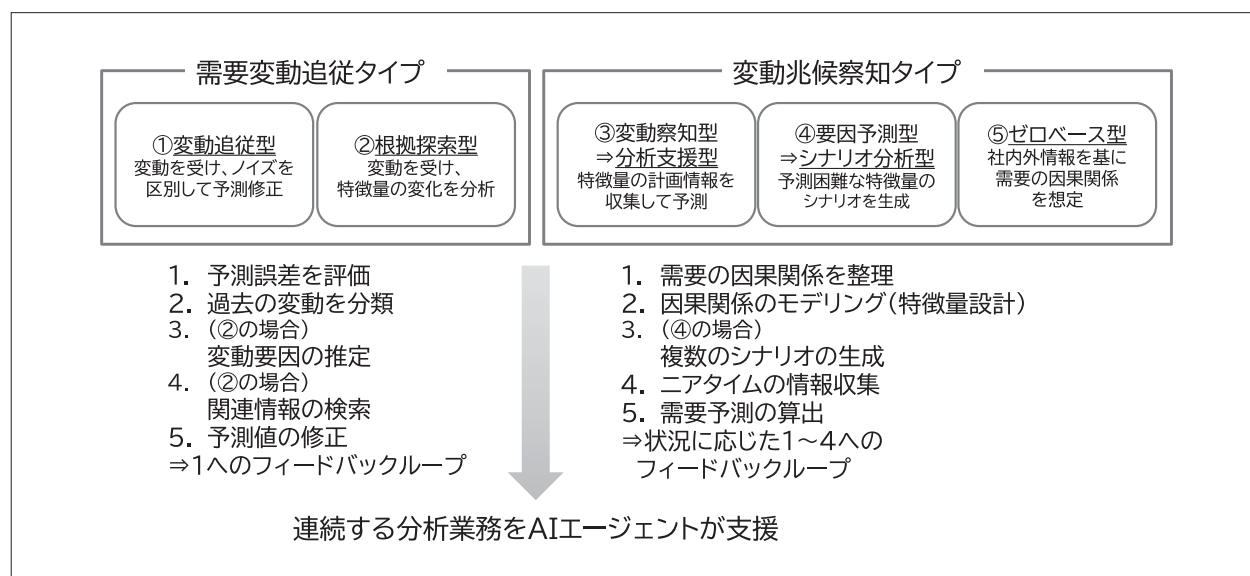 需要変動追従タイプ
①変動追従型
変動を受け、ノイズを
区別して予測修正
②根拠探索型
変動を受け、
特徴量の変化を分析
変動兆候察知タイプ
③変動察知型
⇒分析支援型
特徴量の計画情報を
収集して予測
④要因予測型
⇒シナリオ分析型
予測困難な特徴量の
シナリオを生成
⑤ゼロベース型
社内外情報を基に
需要の因果関係
を想定
1. 予測誤差を評価
2. 過去の変動を分類
3. (②の場合)
変動要因の推定
4. (②の場合)
関連情報の検索
5. 予測値の修正
⇒1へのフィードバックループ
1. 需要の因果関係を整理
2. 因果関係のモデリング(特徴量設計)
3. (④の場合)
複数のシナリオの生成
4. ニアタイムの情報収集
5. 需要予測の算出
⇒状況に応じた1~4への
フィードバックループ
連続する分析業務をAIエージェントが支援